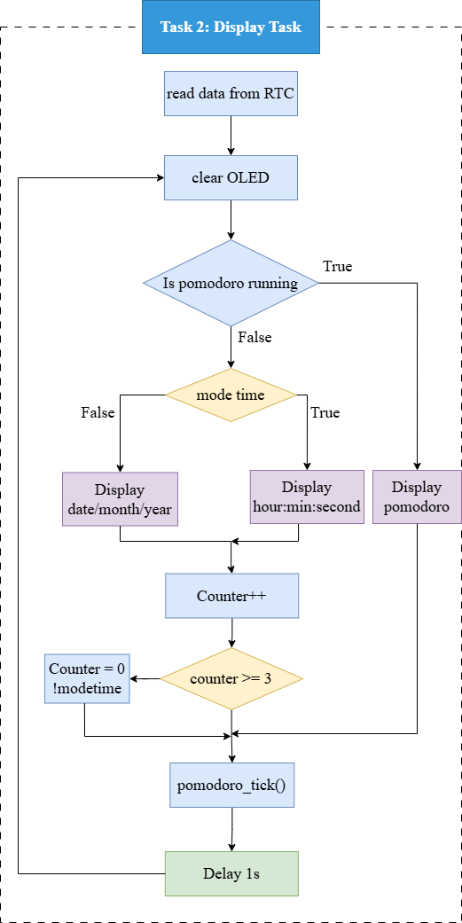 Task 2: Display Task
read data from RTC
clear OLED
Is pomodoro running
True
False
mode time
False
True
Display
date/month/year
Display
hour:min:second
Display
pomodoro
Counter++
Counter = 0
!modetime
counter >= 3
pomodoro_tick()
Delay 1s